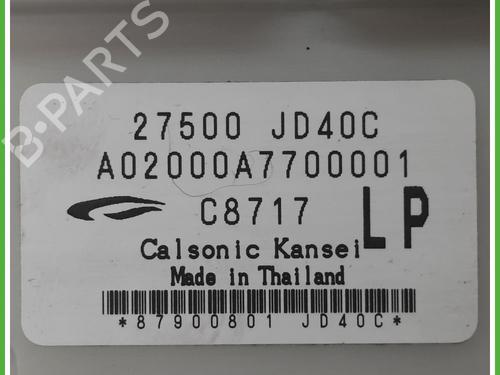 B-PARTS
27500 JD40C
A02000A7700001
C8717 LP
Calsonic Kansei
Made in Thailand
*87900801 JD40C*